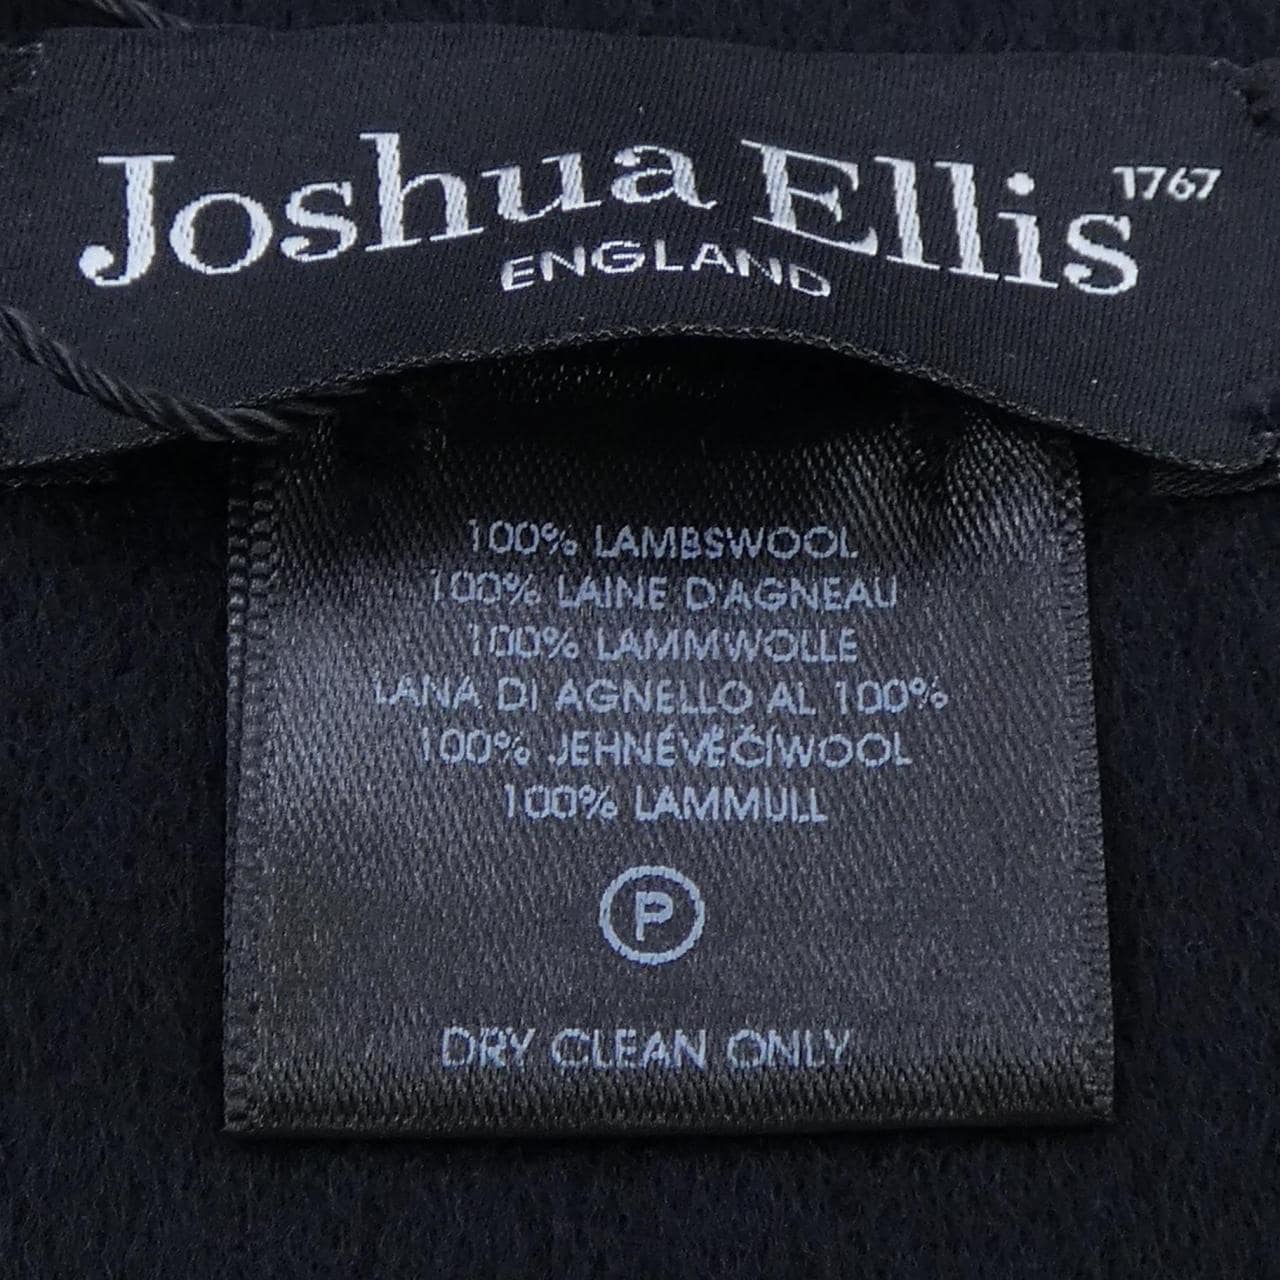 Joshua Ellis 1767
ENGLAND
100% LAMBSWOOL
100% LAINE D'AGNEAU
100% LAMMWOLLE
LANA DI AGNELLO AL 100%
100% JEHNÉVĚČÍWOOL
100% LAMMULL
P
DRY CLEAN ONLY